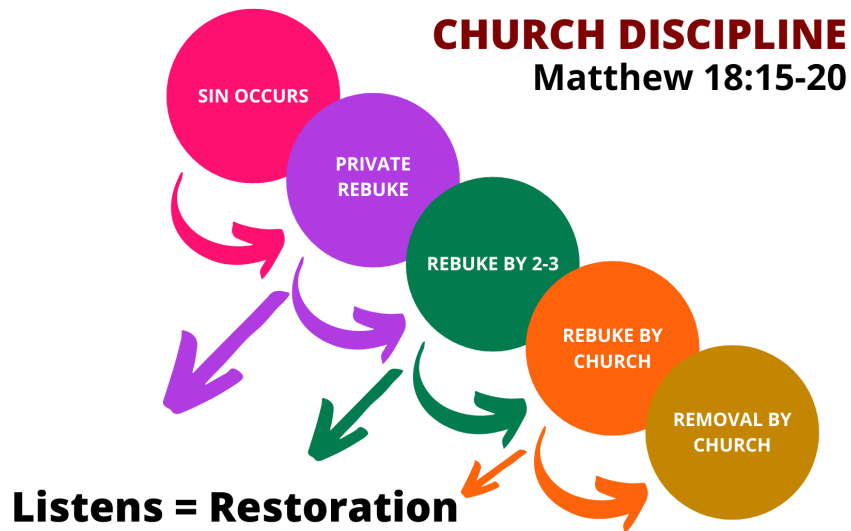 CHURCH DISCIPLINE
Matthew 18:15-20
SIN OCCURS
PRIVATE
REBUKE
REBUKE BY 2-3
REBUKE BY
CHURCH
REMOVAL BY
CHURCH
Listens = Restoration